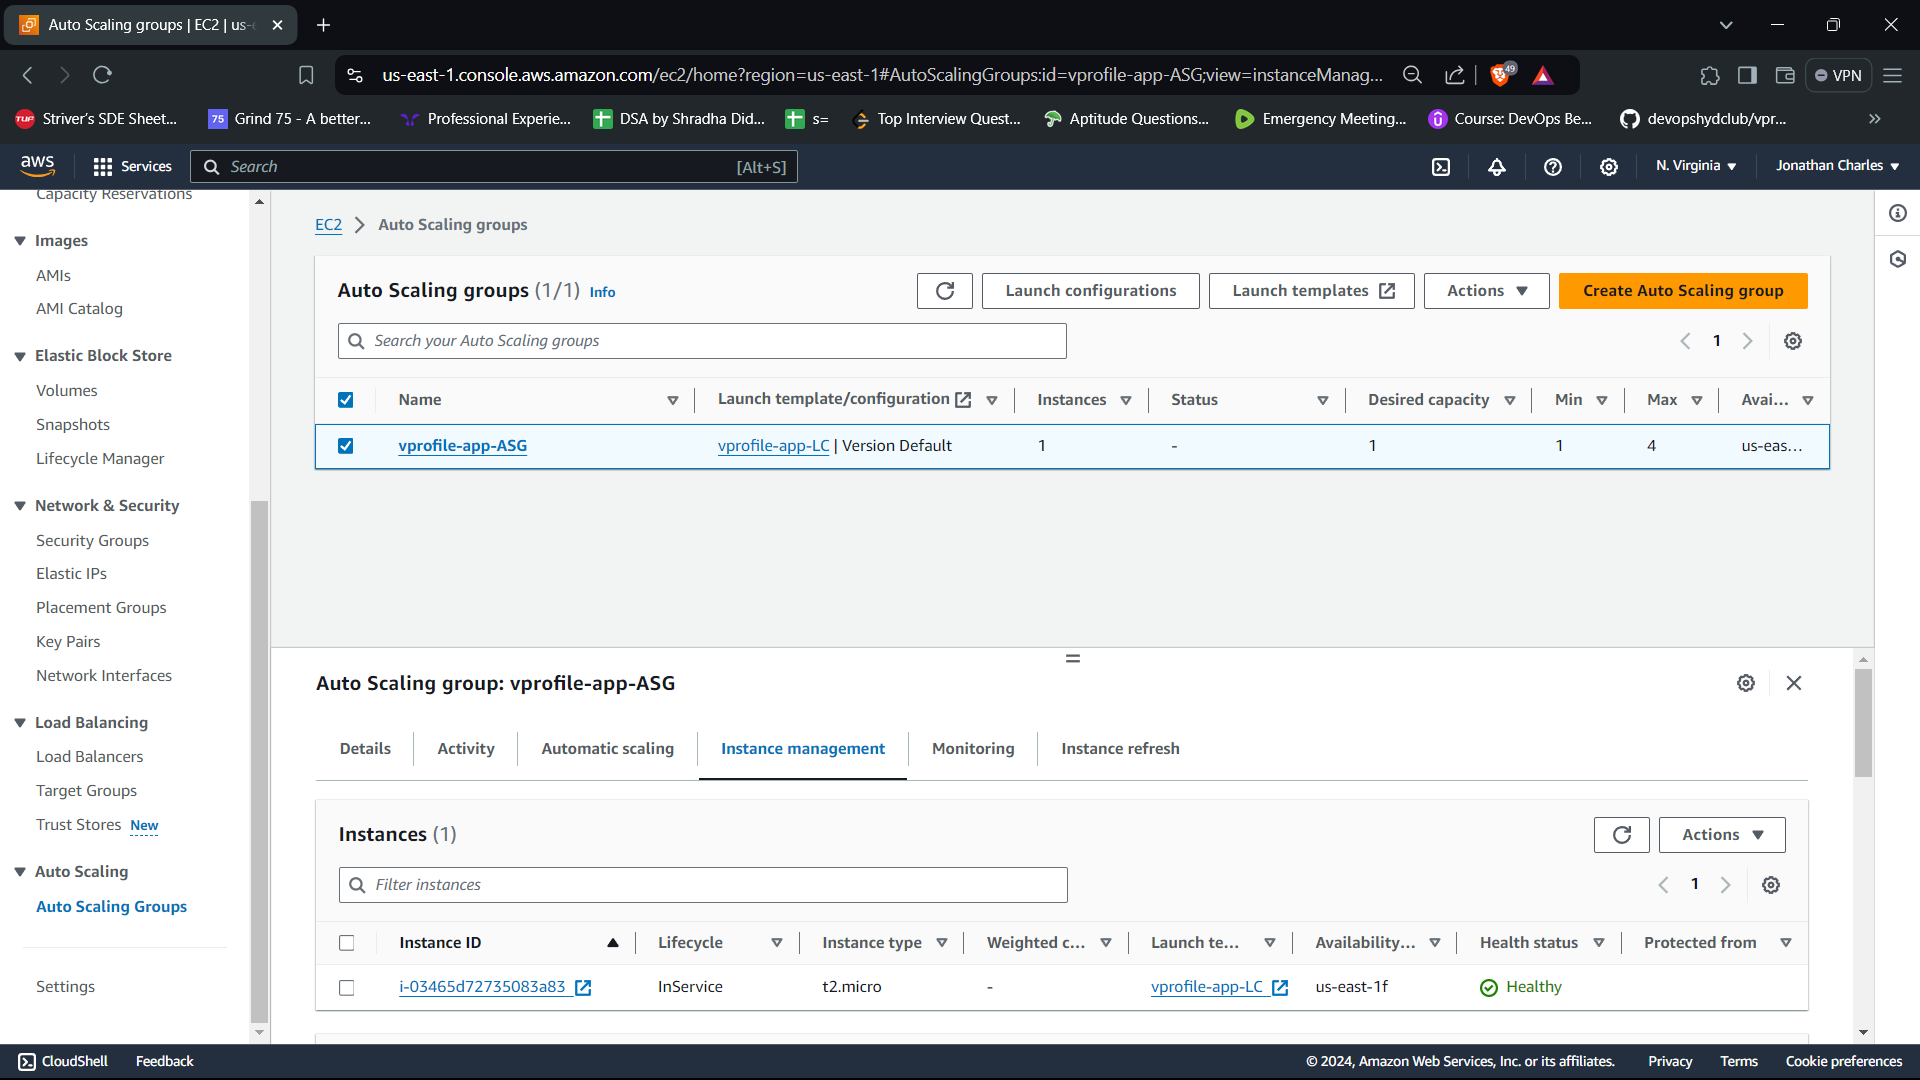 Auto Scaling groups | EC2 | us-e
us-east-1.console.aws.amazon.com/ec2/home?region=us-east-1#AutoScalingGroups:id=vprofile-app-ASG;view=instanceManag...
49
VPN
TUF Striver's SDE Sheet...
75 Grind 75 - A better...
Professional Experie...
DSA by Shradha Did...
s=
Top Interview Quest...
Aptitude Questions...
Emergency Meeting...
Course: DevOps Be...
devopshydclub/vpr...
aws
Services
Search
[Alt+S]
N. Virginia
Jonathan Charles
Capacity Reservations
Images
AMIs
AMI Catalog
Elastic Block Store
Volumes
Snapshots
Lifecycle Manager
Network & Security
Security Groups
Elastic IPs
Placement Groups
Key Pairs
Network Interfaces
Load Balancing
Load Balancers
Target Groups
Trust Stores New
Auto Scaling
Auto Scaling Groups
Settings
EC2 > Auto Scaling groups
Auto Scaling groups (1/1) Info
Launch configurations
Launch templates
Actions
Create Auto Scaling group
Search your Auto Scaling groups
1
Name Launch template/configuration Instances Status Desired capacity Min Max Avai...
vprofile-app-ASG vprofile-app-LC | Version Default 1 - 1 1 4 us-eas...
Auto Scaling group: vprofile-app-ASG
Details Activity Automatic scaling Instance management Monitoring Instance refresh
Instances (1)
Actions
Filter instances
1
Instance ID Lifecycle Instance type Weighted c... Launch te... Availability... Health status Protected from
i-03465d72735083a83 InService t2.micro - vprofile-app-LC us-east-1f Healthy
CloudShell Feedback
© 2024, Amazon Web Services, Inc. or its affiliates. Privacy Terms Cookie preferences